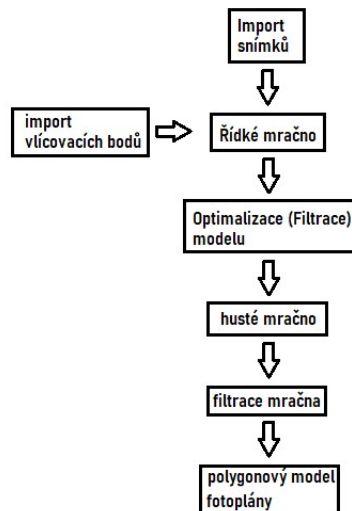 Import
snímků
import
vlícovacích bodů
Řídké mračno
Optimalizace (Filtrace)
modelu
husté mračno
filtrace mračna
polygonový model
fotoplány